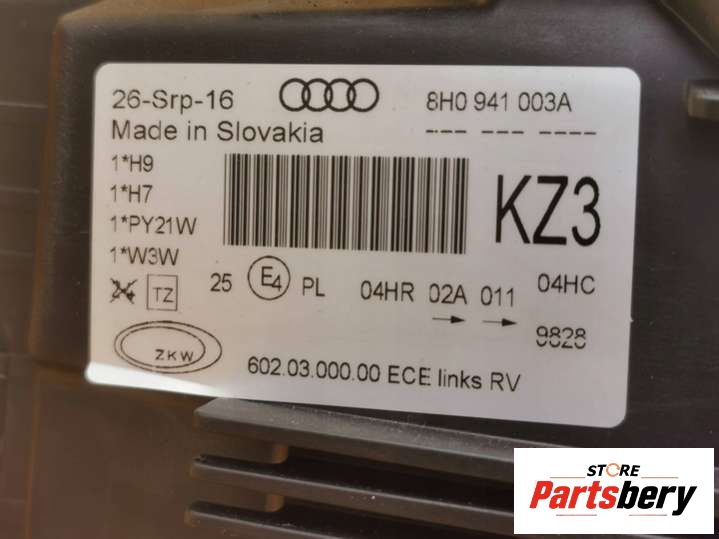 26-Srp-16 8H0 941 003A
Made in Slovakia --- --- --- ---
1*H9
1*H7
1*PY21W
1*W3W
KZ3
TZ 25 E4 PL 04HR 02A 011 04HC
→ → 9828
ZKW
602.03.000.00 ECE links RV
STORE
Partsbery